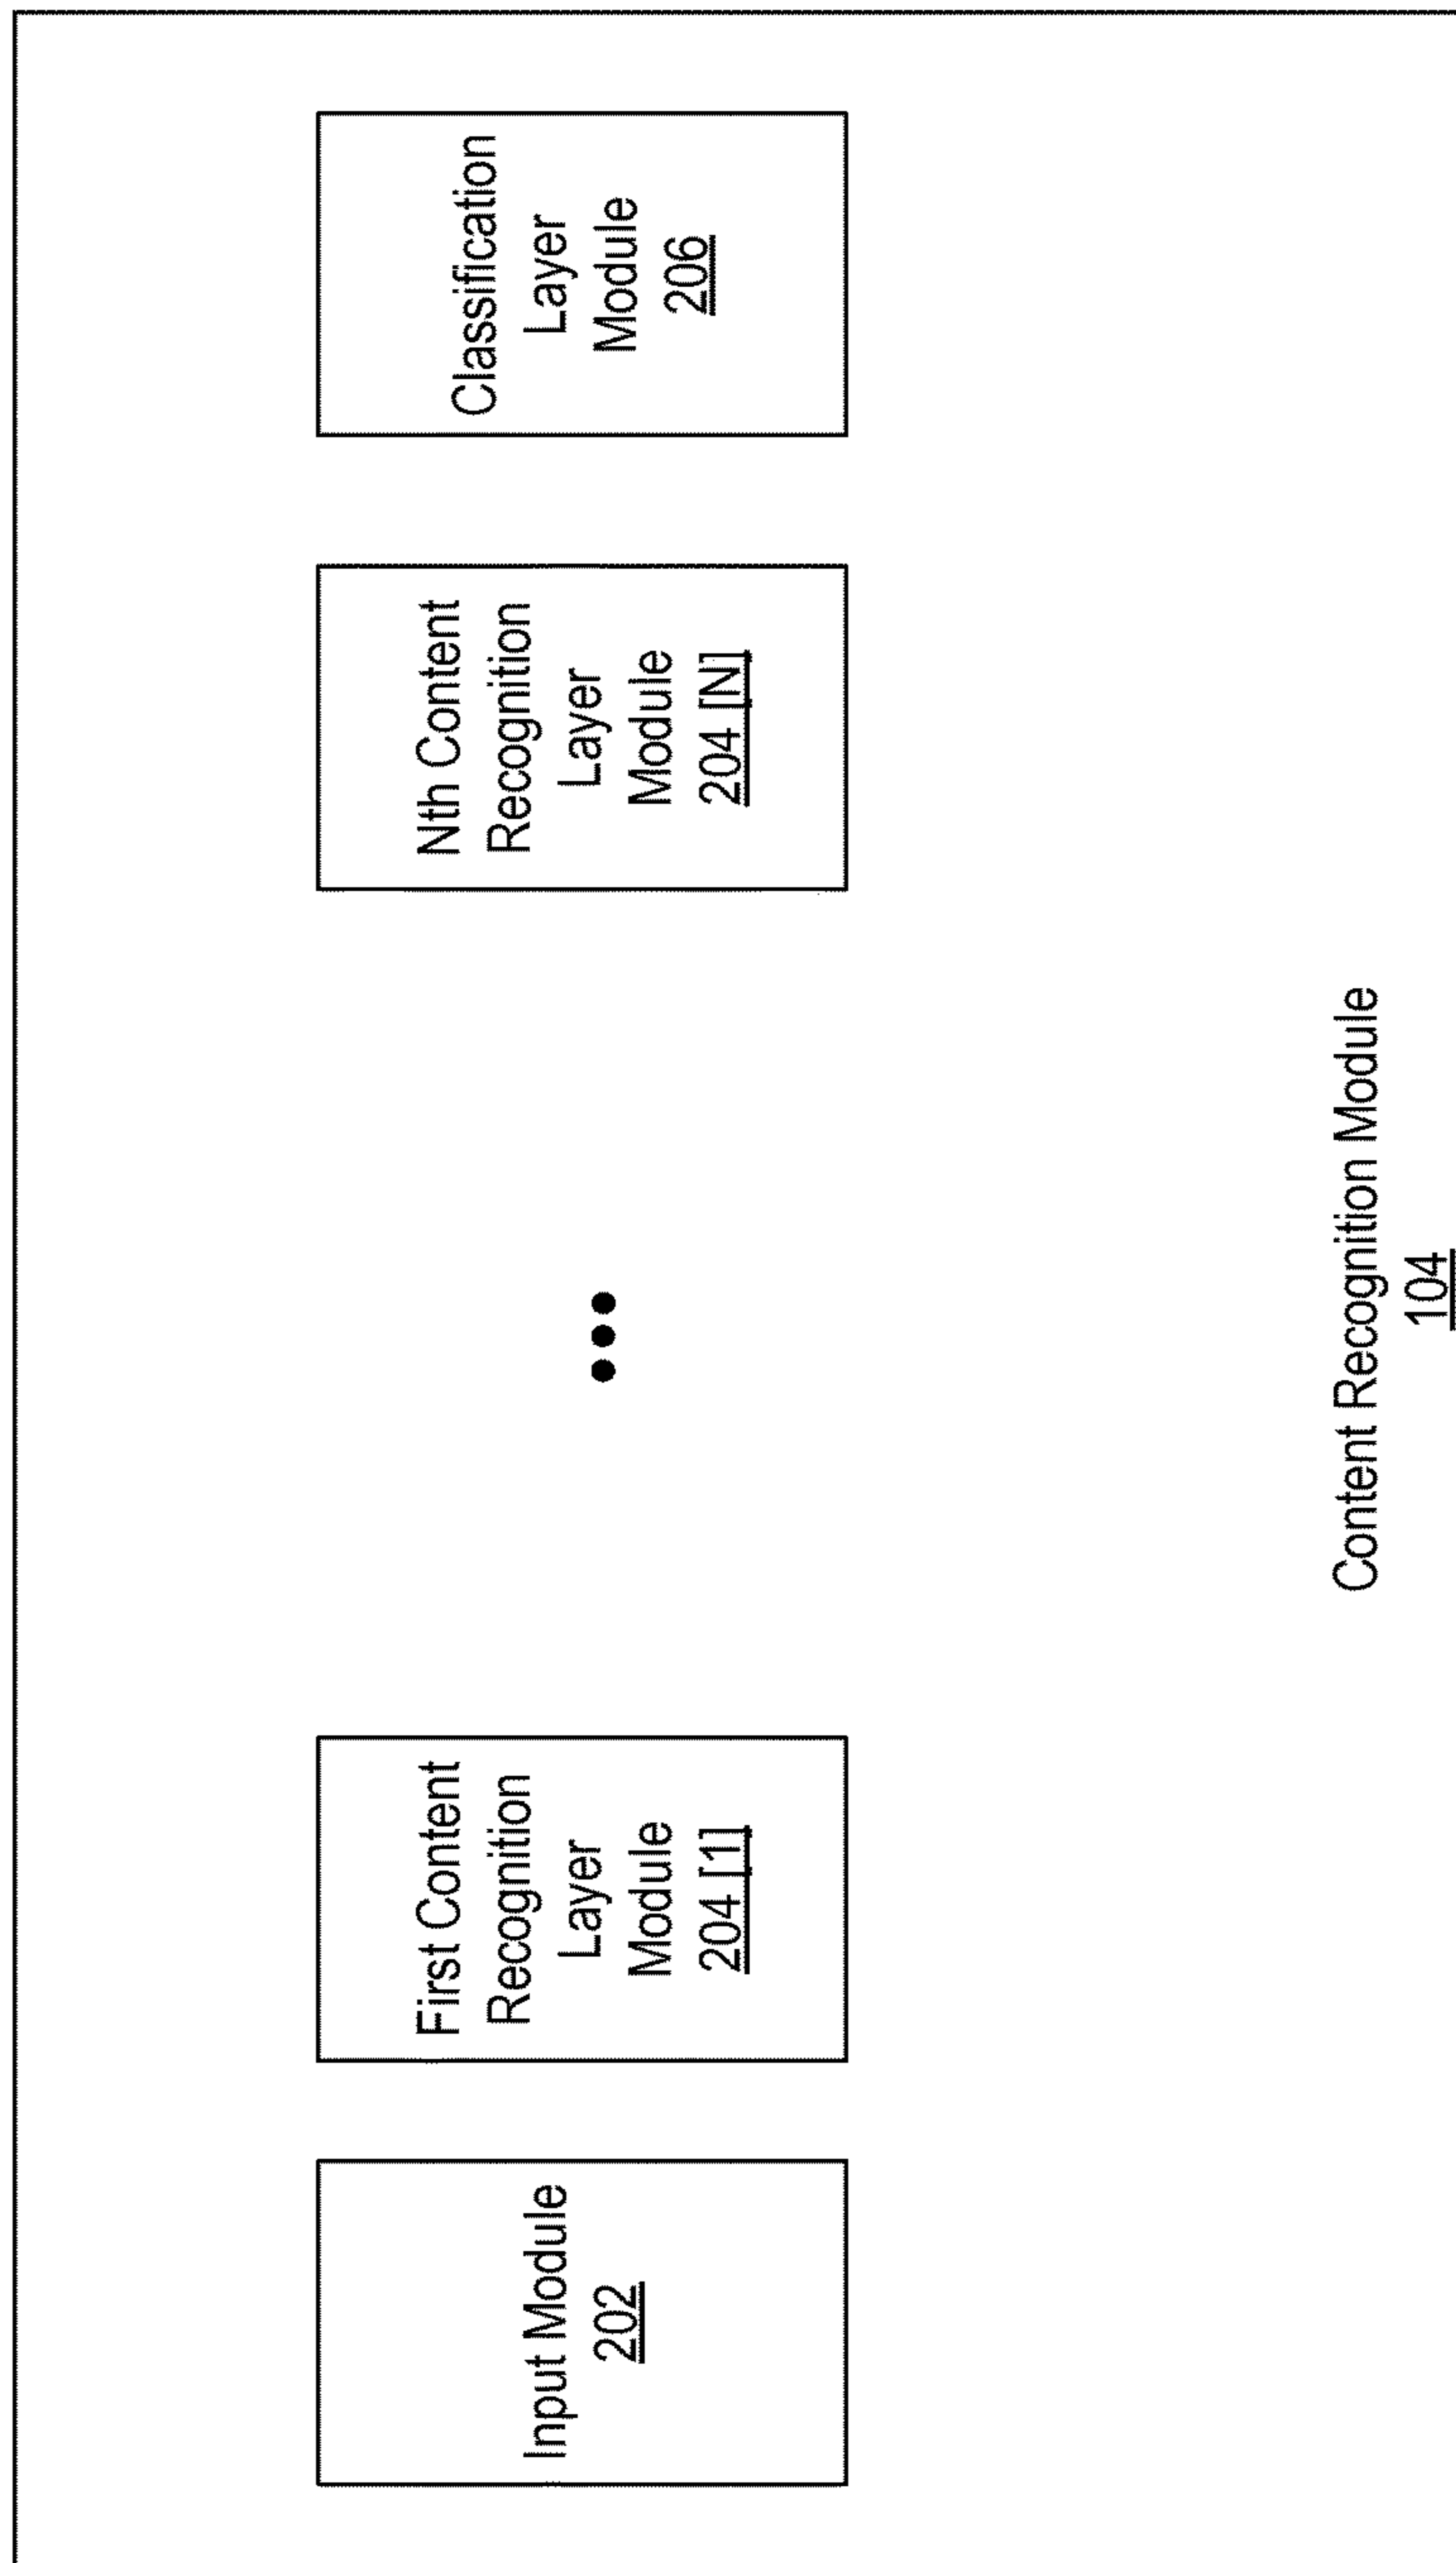 Input Module
202
First Content
Recognition
Layer
Module
204 [1]
Nth Content
Recognition
Layer
Module
204 [N]
Classification
Layer
Module
206
Content Recognition Module
104